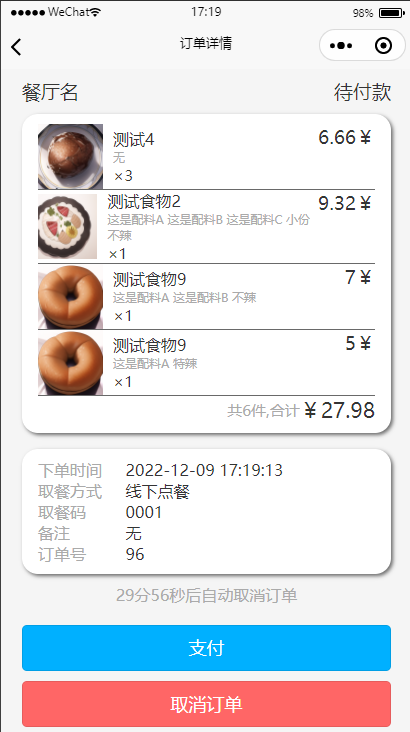 ●●●●● WeChat 17:19 98%
订单详情
餐厅名 待付款
测试4 6.66￥
无
×3
测试食物2 9.32￥
这是配料A 这是配料B 这是配料C 小份
不辣
×1
测试食物9 7￥
这是配料A 这是配料B 不辣
×1
测试食物9 5￥
这是配料A 特辣
×1
共6件,合计￥27.98
下单时间 2022-12-09 17:19:13
取餐方式 线下点餐
取餐码 0001
备注 无
订单号 96
29分56秒后自动取消订单
支付
取消订单